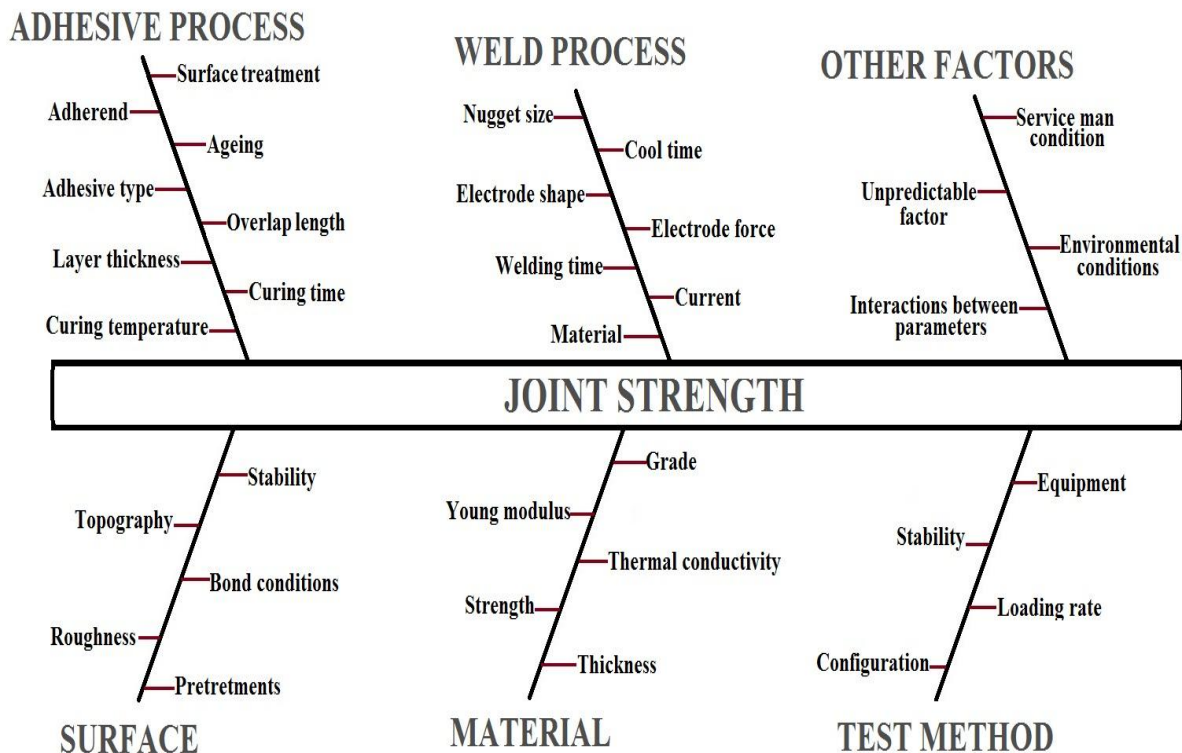 ADHESIVE PROCESS
Surface treatment
Adherend
Ageing
Adhesive type
Overlap length
Layer thickness
Curing time
Curing temperature
WELD PROCESS
Nugget size
Cool time
Electrode shape
Electrode force
Welding time
Current
Material
OTHER FACTORS
Service man
condition
Unpredictable
factor
Environmental
conditions
Interactions between
parameters
JOINT STRENGTH
Stability
Topography
Bond conditions
Roughness
Pretretments
SURFACE
Grade
Young modulus
Thermal conductivity
Strength
Thickness
MATERIAL
Equipment
Stability
Loading rate
Configuration
TEST METHOD